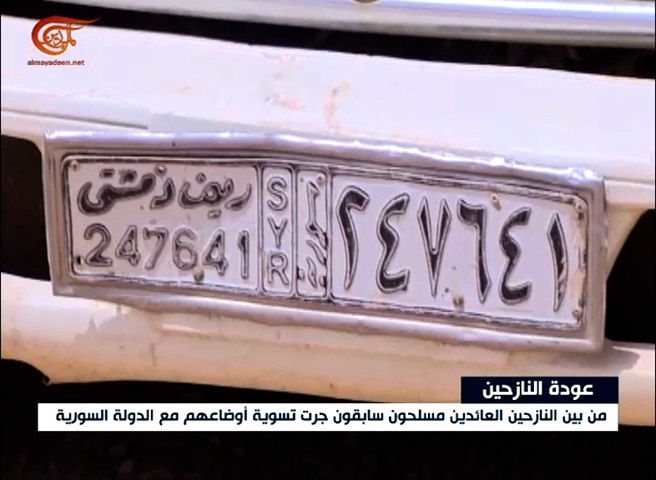 الميادين
almayadeen.net
ريف دمشق
247641
SYR
٢٤٧٦٤١
عودة النازحين
من بين النازحين العائدين مسلحون سابقون جرت تسوية أوضاعهم مع الدولة السورية